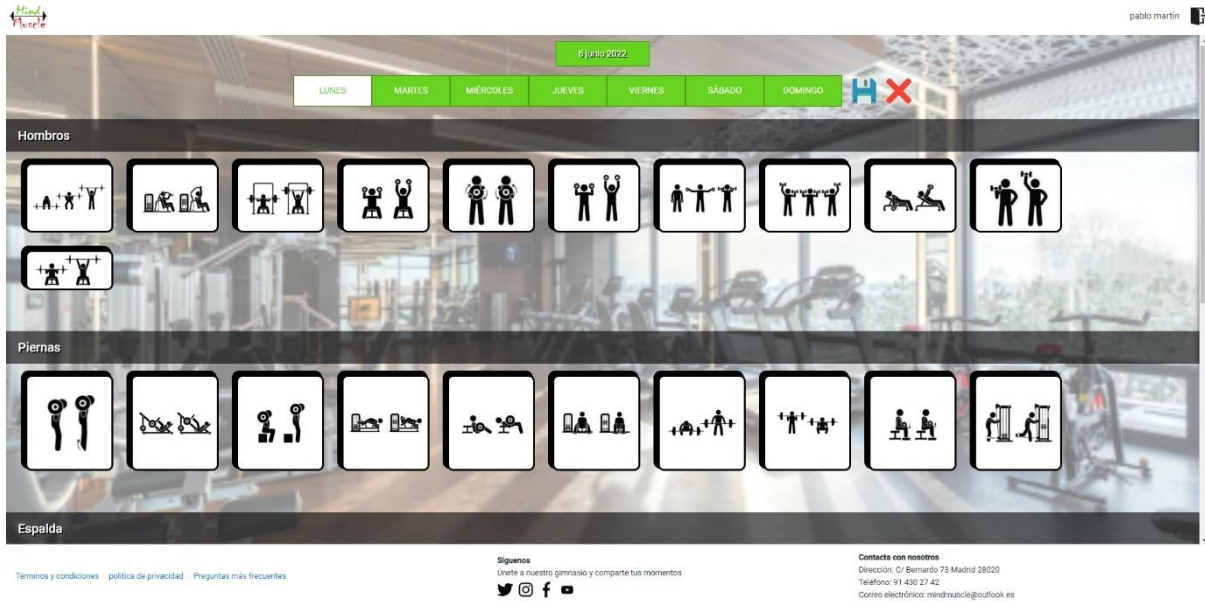 Mind
Muscle
pablo martín
6 junio 2022
LUNES MARTES MIÉRCOLES JUEVES VIERNES SÁBADO DOMINGO
Hombros
Piernas
Espalda
Términos y condiciones política de privacidad Preguntas más frecuentes
Síguenos
Únete a nuestro gimnasio y comparte tus momentos
Contacta con nosotros
Dirección: C/ Bernardo 73 Madrid 28020
Teléfono: 91 430 27 42
Correo electrónico: mindmuscle@outlook.es